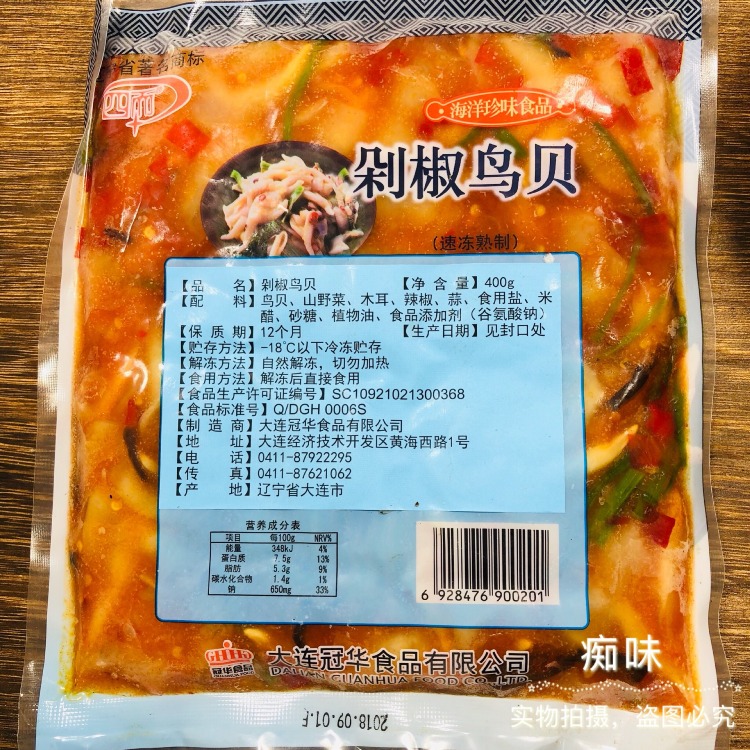 省著名商标
四季
海洋珍味食品
剁椒鸟贝
(速冻熟制)
【品 名】剁椒鸟贝 【净 含 量】400g
【配 料】鸟贝、山野菜、木耳、辣椒、蒜、食用盐、米
醋、砂糖、植物油、食品添加剂（谷氨酸钠）
【保 质 期】12个月 【生产日期】见封口处
【贮存方法】-18℃以下冷冻贮存
【解冻方法】自然解冻，切勿加热
【食用方法】解冻后直接食用
【食品生产许可证编号】SC10921021300368
【食品标准号】Q/DGH 0006S
【制 造 商】大连冠华食品有限公司
【地 址】大连经济技术开发区黄海西路1号
【电 话】0411-87922295
【传 真】0411-87621062
【产 地】辽宁省大连市
营养成分表
项目 每100g NRV%
能量 348kJ 4%
蛋白质 7.5g 13%
脂肪 5.3g 9%
碳水化合物 1.4g 1%
钠 650mg 33%
6 928476 900201
冠华食品
大连冠华食品有限公司
DALIAN GUANHUA FOOD CO.,LTD.
2018.09.01.F
痴味
实物拍摄，盗图必究